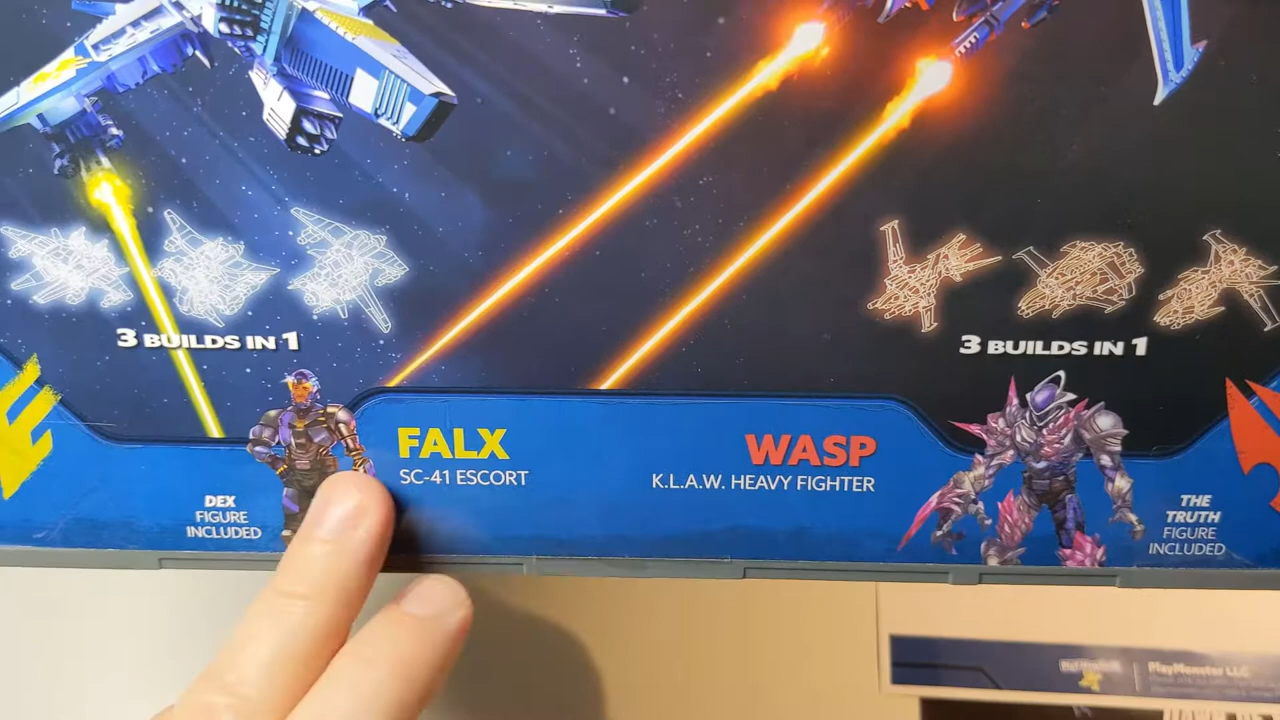 3 BUILDS IN 1
3 BUILDS IN 1
FALX
SC-41 ESCORT
WASP
K.L.A.W. HEAVY FIGHTER
DEX
FIGURE
INCLUDED
THE
TRUTH
FIGURE
INCLUDED
PlayMonster LLC